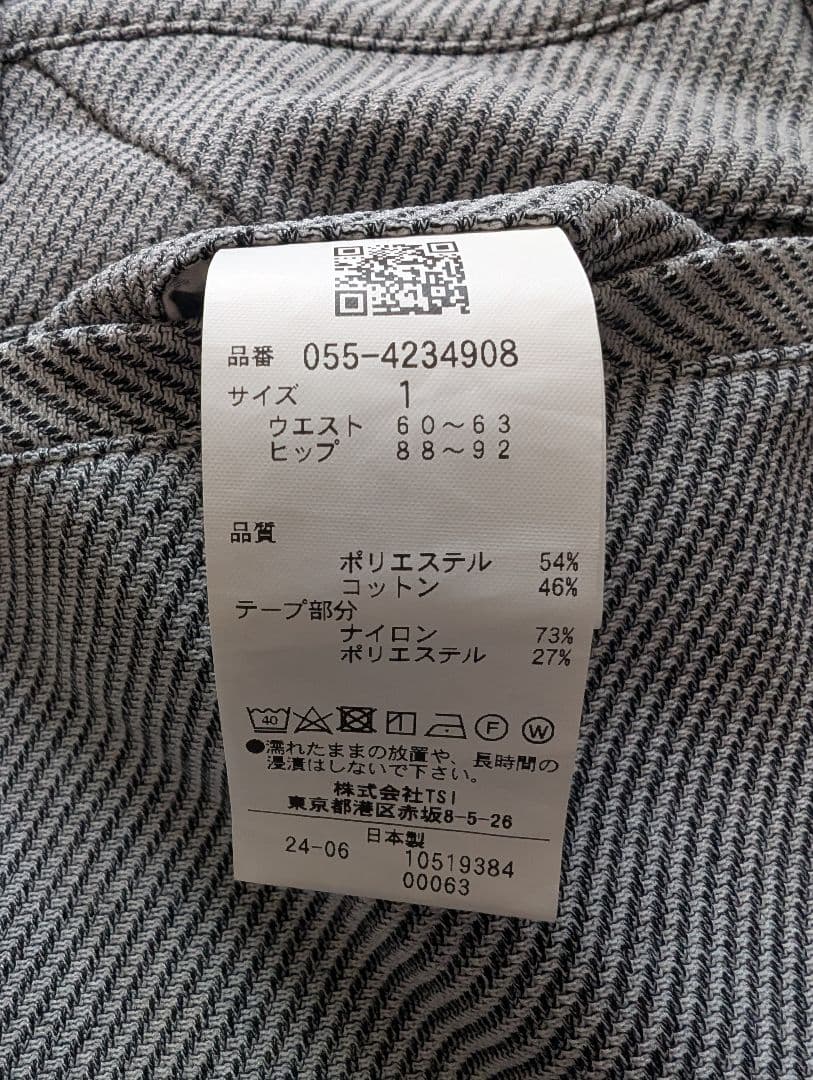 品番 055-4234908
サイズ 1
ウエスト 60～63
ヒップ 88～92
品質
ポリエステル 54%
コットン 46%
テープ部分
ナイロン 73%
ポリエステル 27%
40 F W
●濡れたままの放置や、長時間の
浸漬はしないで下さい。
株式会社TSI
東京都港区赤坂8-5-26
日本製
24-06 10519384
00063